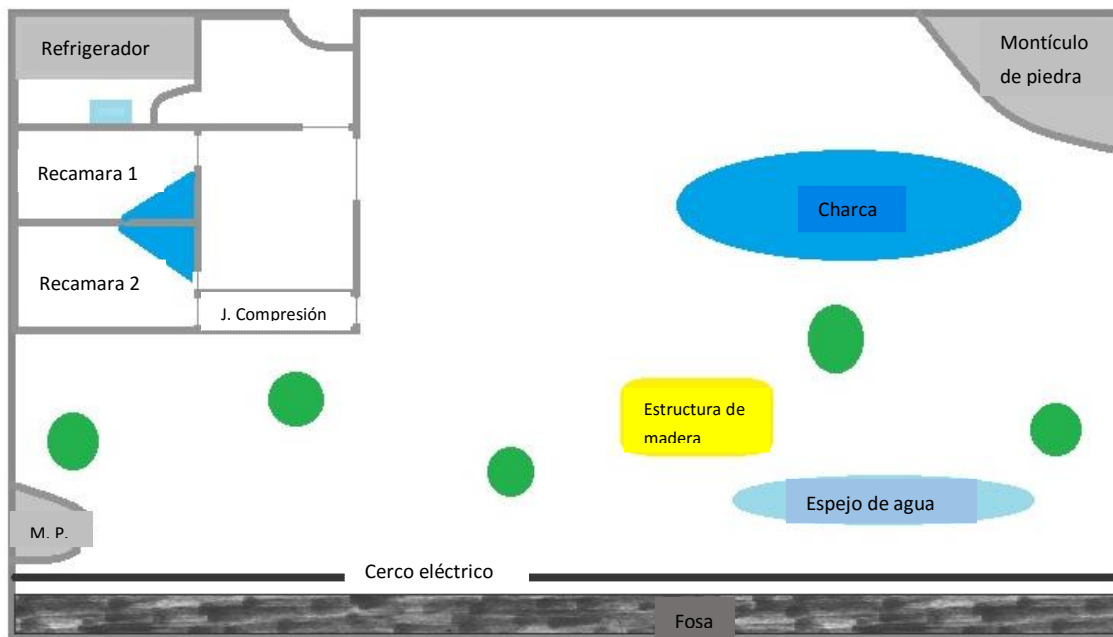 Refrigerador
Montículo
de piedra
Recamara 1
Charca
Recamara 2
J. Compresión
Estructura de
madera
Espejo de agua
M. P.
Cerco eléctrico
Fosa